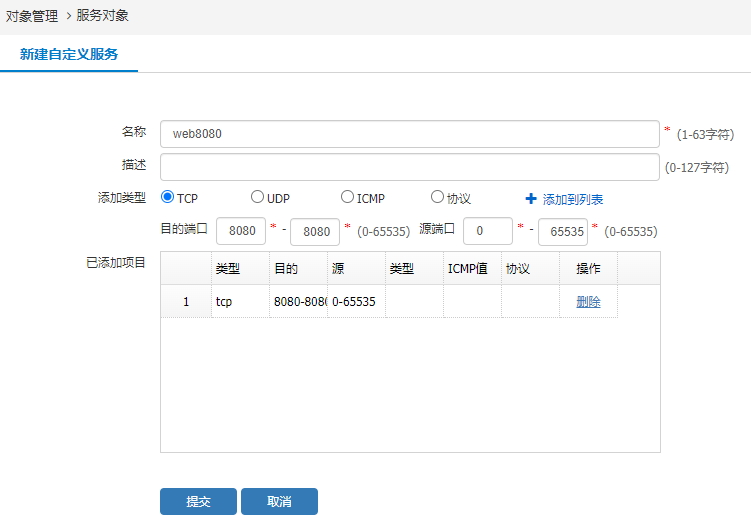 对象管理 > 服务对象
新建自定义服务
名称 web8080 * (1-63字符)
描述 (0-127字符)
添加类型 TCP UDP ICMP 协议 + 添加到列表
目的端口 8080 * - 8080 * (0-65535) 源端口 0 * - 65535 * (0-65535)
已添加项目 类型 目的 源 类型 ICMP值 协议 操作
1 tcp 8080-8080 0-65535 删除
提交 取消